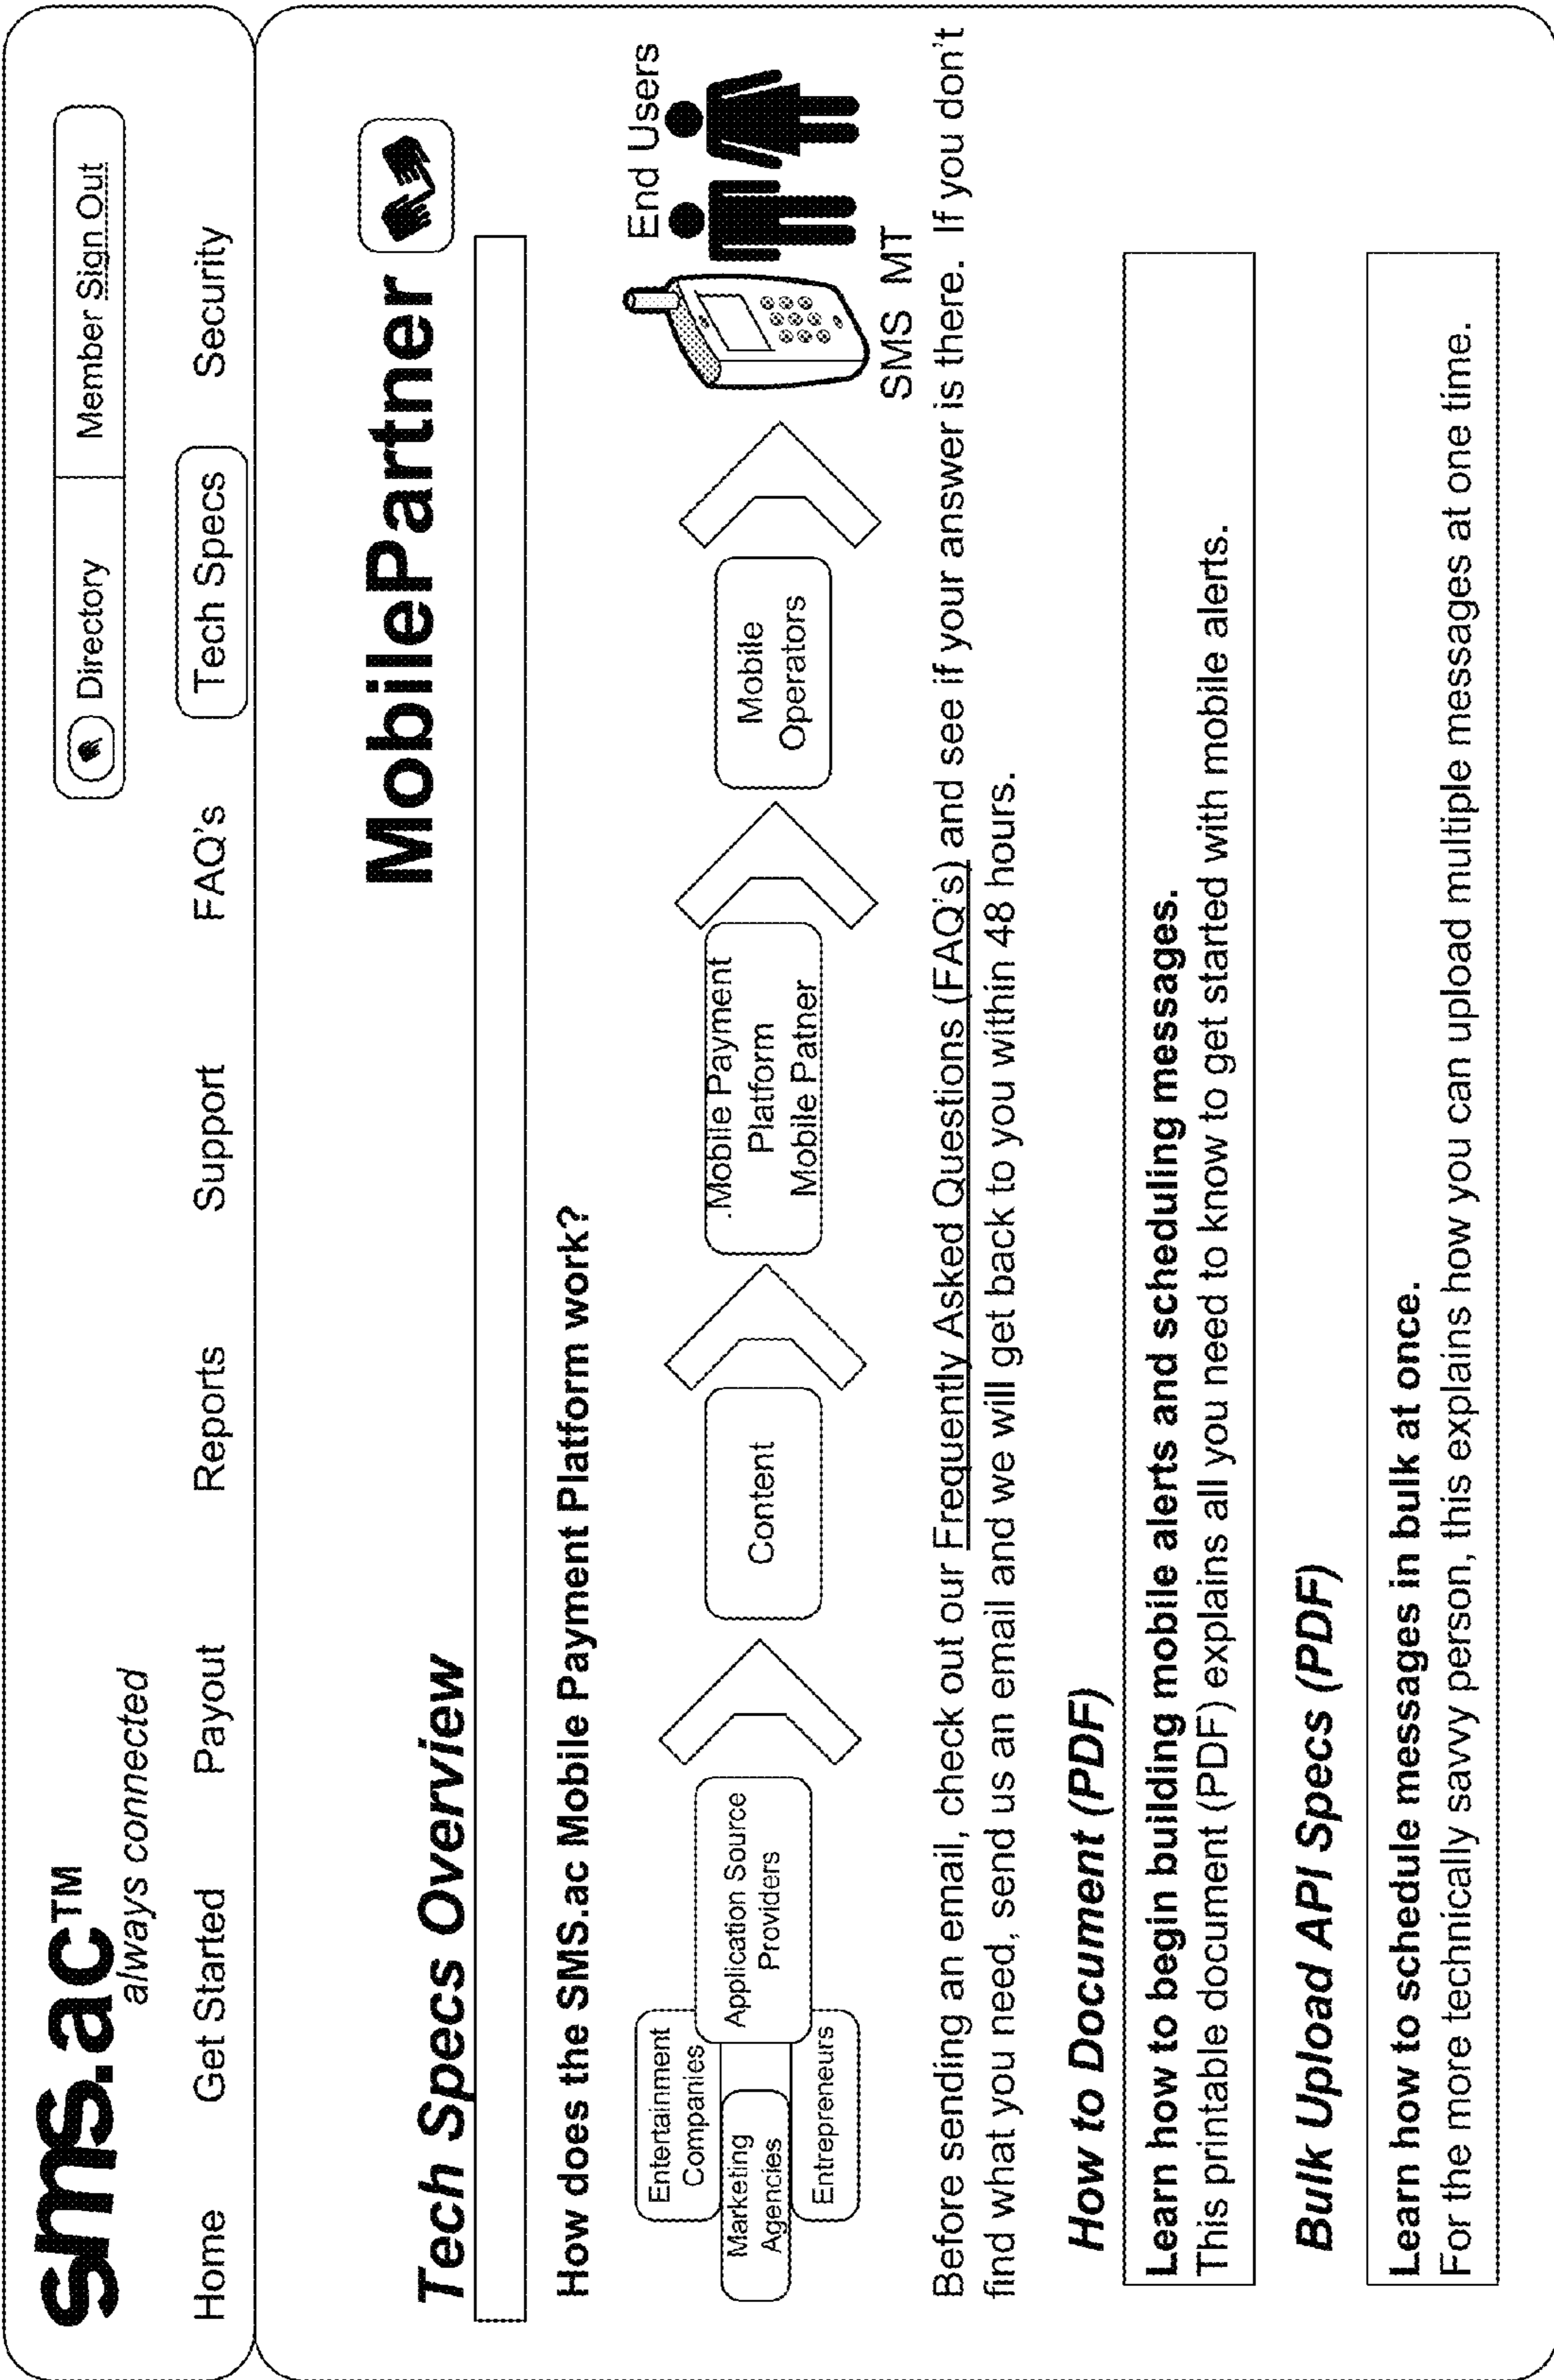 sms.ac™
always connected
Directory
Member Sign Out
Home
Get Started
Payout
Reports
Support
FAQ's
Tech Specs
Security
MobilePartner
Tech Specs Overview
How does the SMS.ac Mobile Payment Platform work?
Entertainment
Companies
Marketing
Agencies
Entrepreneurs
Application Source
Providers
Content
.Mobile Payment
Platform
Mobile Patner
Mobile
Operators
End Users
SMS MT
Before sending an email, check out our Frequently Asked Questions (FAQ's) and see if your answer is there. If you don't
find what you need, send us an email and we will get back to you within 48 hours.
How to Document (PDF)
Learn how to begin building mobile alerts and scheduling messages.
This printable document (PDF) explains all you need to know to get started with mobile alerts.
Bulk Upload API Specs (PDF)
Learn how to schedule messages in bulk at once.
For the more technically savvy person, this explains how you can upload multiple messages at one time.